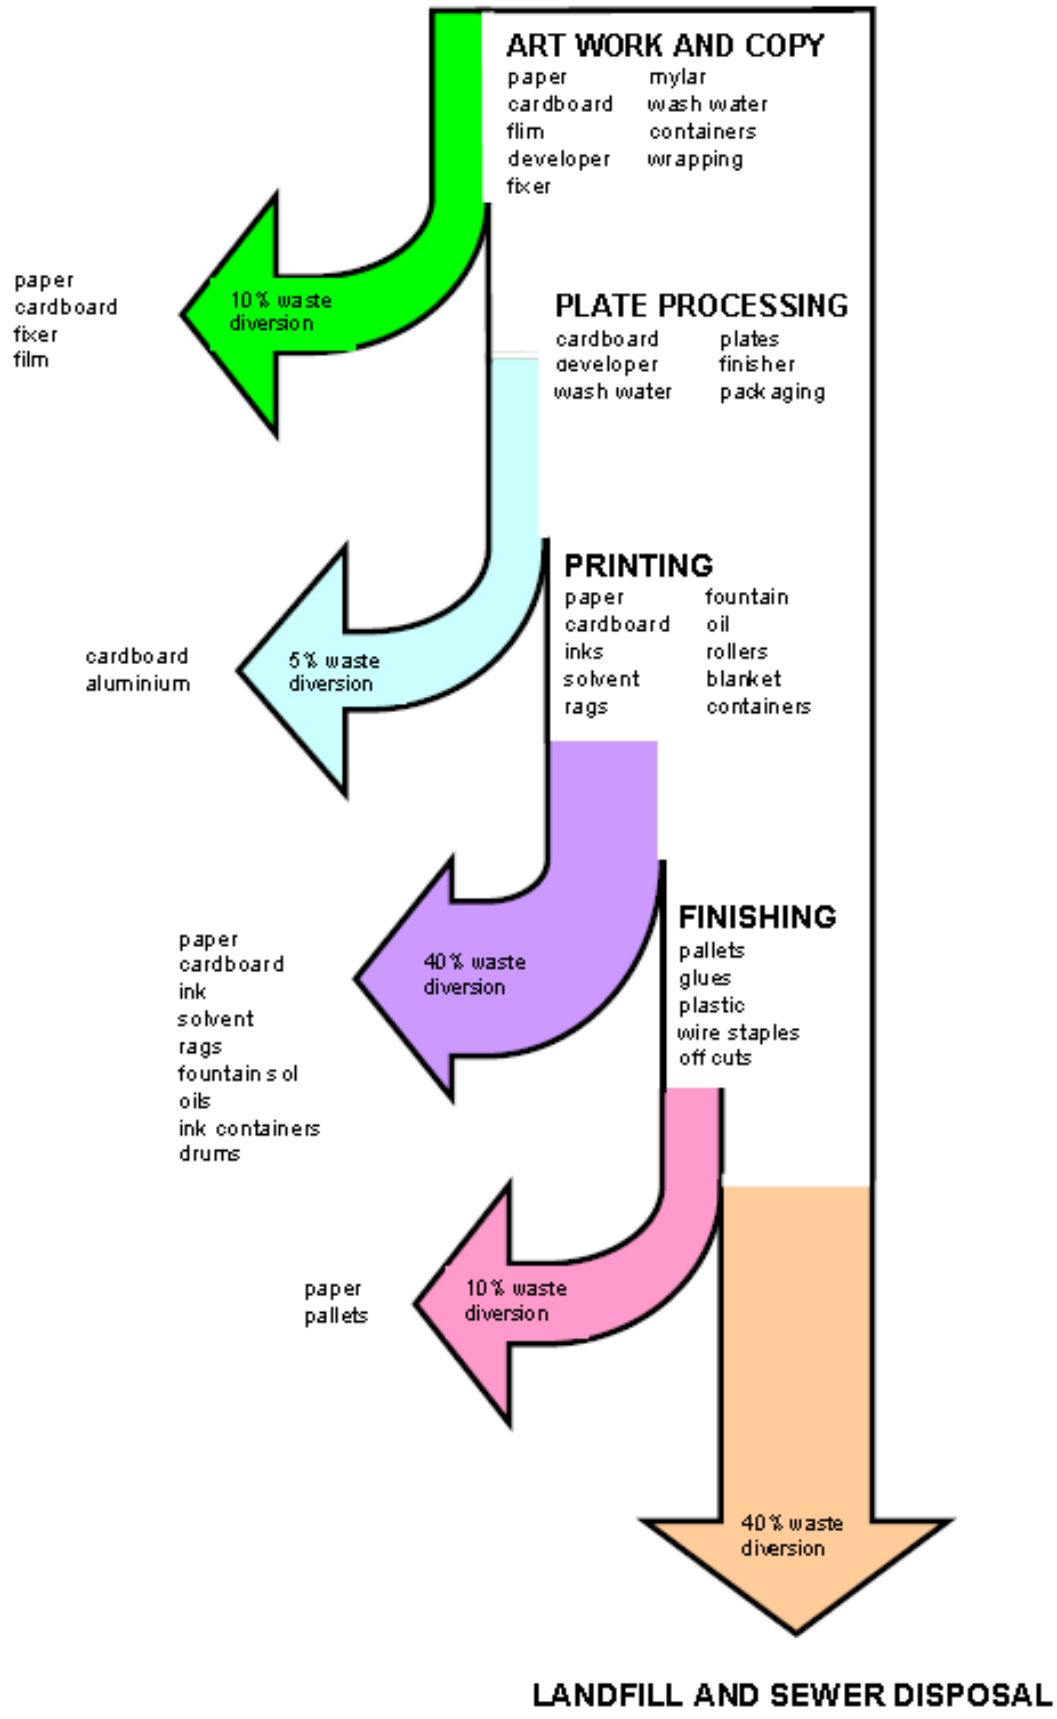 ART WORK AND COPY
paper mylar
cardboard wash water
flim containers
developer wrapping
fixer
paper
cardboard
fixer
film
10% waste
diversion
PLATE PROCESSING
cardboard plates
developer finisher
wash water packaging
cardboard
aluminium
5% waste
diversion
PRINTING
paper fountain
cardboard oil
inks rollers
solvent blanket
rags containers
paper
cardboard
ink
solvent
rags
fountain sol
oils
ink containers
drums
40% waste
diversion
FINISHING
pallets
glues
plastic
wire staples
off cuts
paper
pallets
10% waste
diversion
40% waste
diversion
LANDFILL AND SEWER DISPOSAL